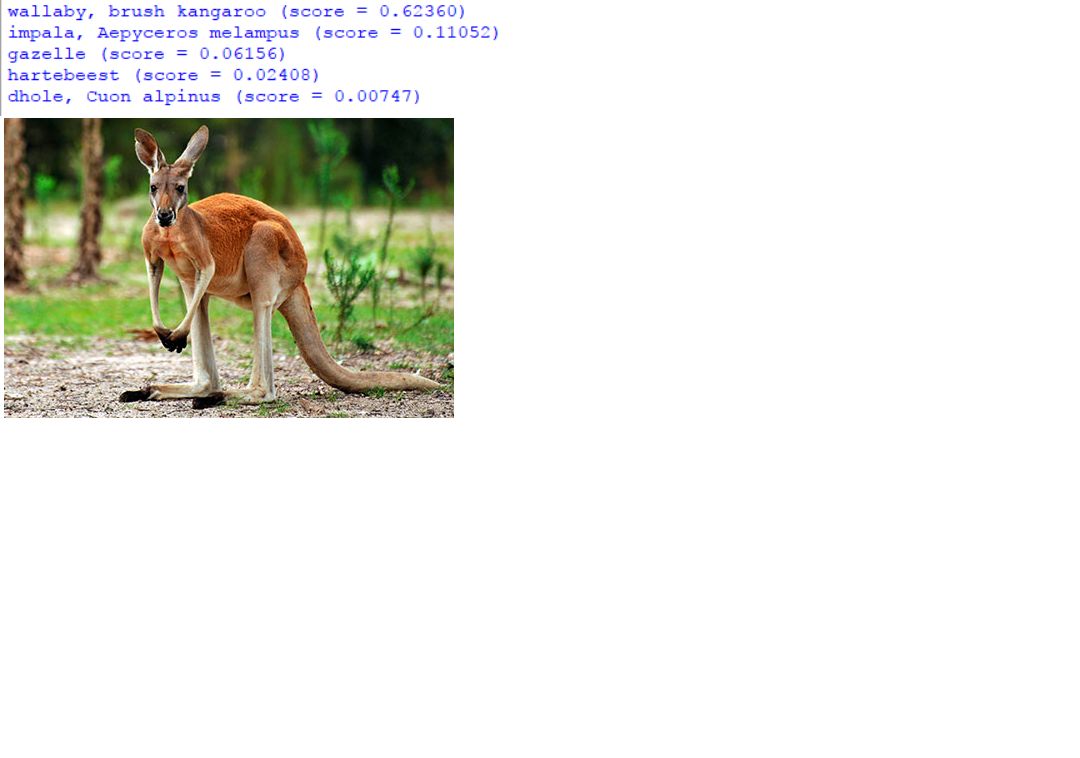 wallaby, brush kangaroo (score = 0.62360)
impala, Aepyceros melampus (score = 0.11052)
gazelle (score = 0.06156)
hartebeest (score = 0.02408)
dhole, Cuon alpinus (score = 0.00747)